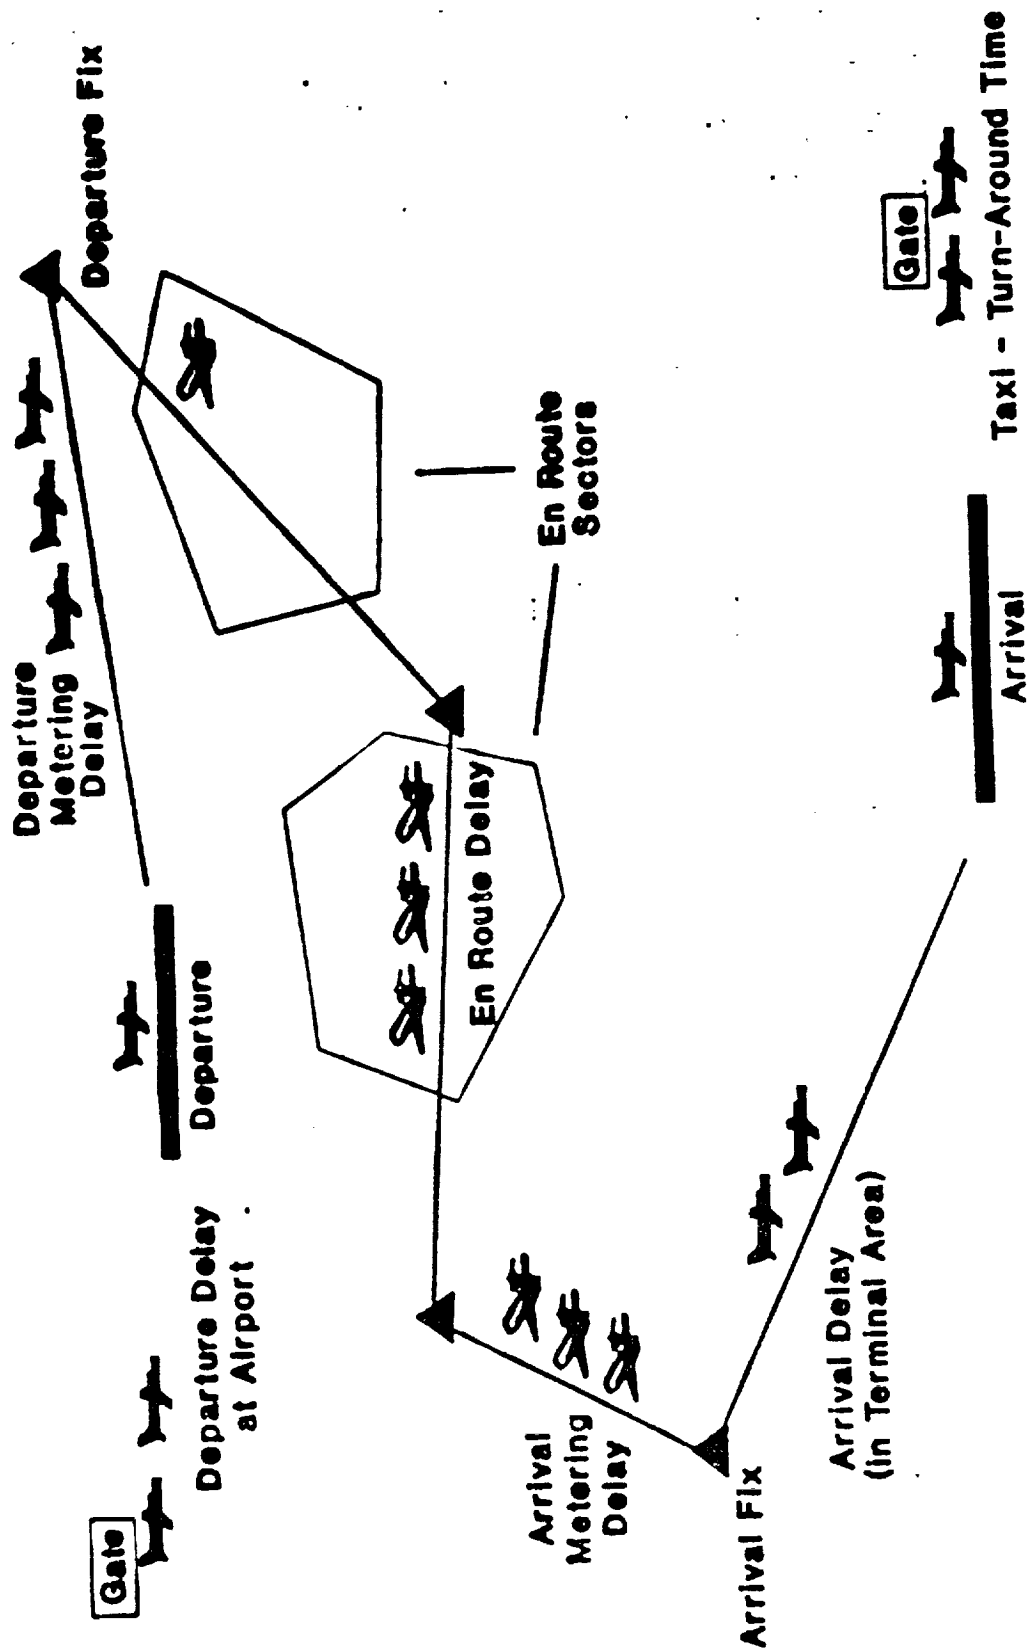 Departure
Metering
Delay
Departure Fix
Gate
Departure Delay
at Airport
Departure
En Route Delay
En Route
Sectors
Arrival
Metering
Delay
Arrival Fix
Arrival Delay
(in Terminal Area)
Arrival
Gate
Taxi - Turn-Around Time